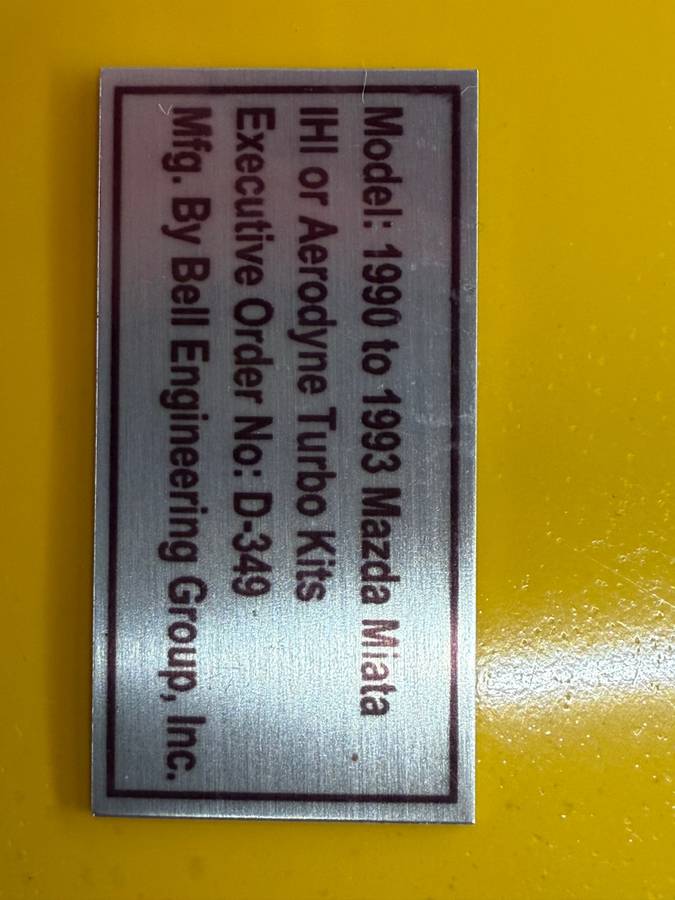 Model: 1990 to 1993 Mazda Miata
IHI or Aerodyne Turbo Kits
Executive Order No: D-349
Mfg. By Bell Engineering Group, Inc.